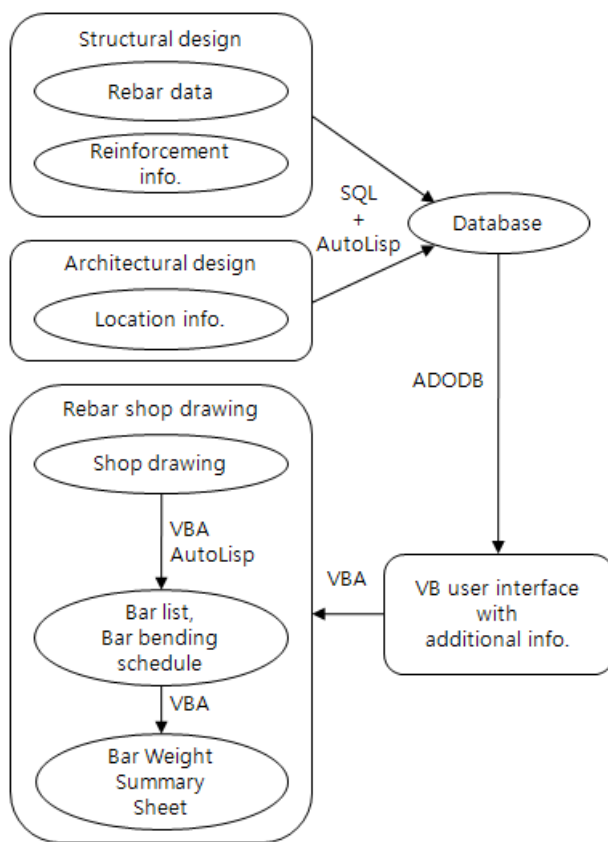 Structural design
Rebar data
Reinforcement
info.
SQL
+
AutoLisp
Database
Architectural design
Location info.
ADODB
Rebar shop drawing
Shop drawing
VBA
AutoLisp
VBA
VB user interface
with
additional info.
Bar list,
Bar bending
schedule
VBA
Bar Weight
Summary
Sheet